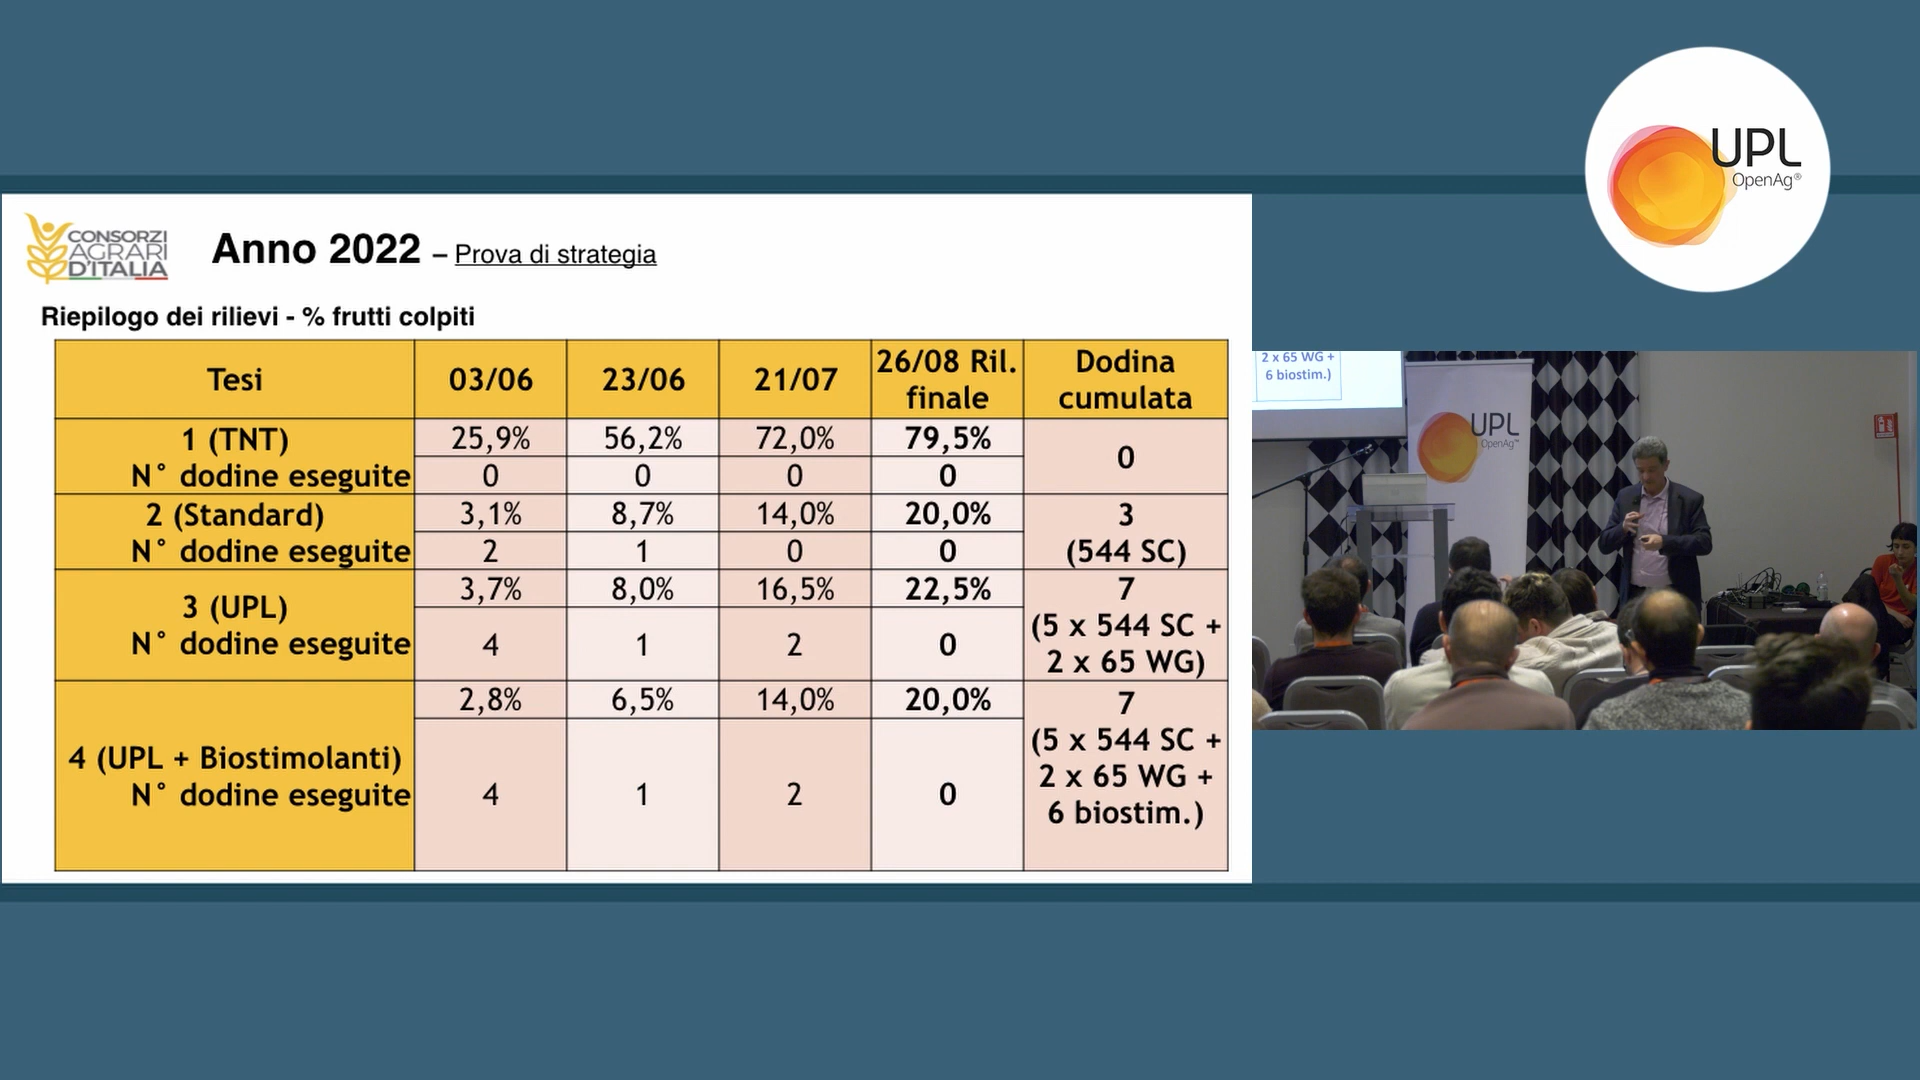 UPL
OpenAg®
CONSORZI
AGRARI
D'ITALIA
Anno 2022 – Prova di strategia
Riepilogo dei rilievi - % frutti colpiti
Tesi 03/06 23/06 21/07 26/08 Ril. finale Dodina cumulata
1 (TNT) 25,9% 56,2% 72,0% 79,5% 0
N° dodine eseguite 0 0 0 0
2 (Standard) 3,1% 8,7% 14,0% 20,0% 3
N° dodine eseguite 2 1 0 0 (544 SC)
3 (UPL) 3,7% 8,0% 16,5% 22,5% 7
N° dodine eseguite 4 1 2 0 (5 x 544 SC +
2 x 65 WG)
4 (UPL + Biostimolanti) 2,8% 6,5% 14,0% 20,0% 7
N° dodine eseguite 4 1 2 0 (5 x 544 SC +
2 x 65 WG +
6 biostim.)
2 x 65 WG +
6 biostim.)
UPL
OpenAg™